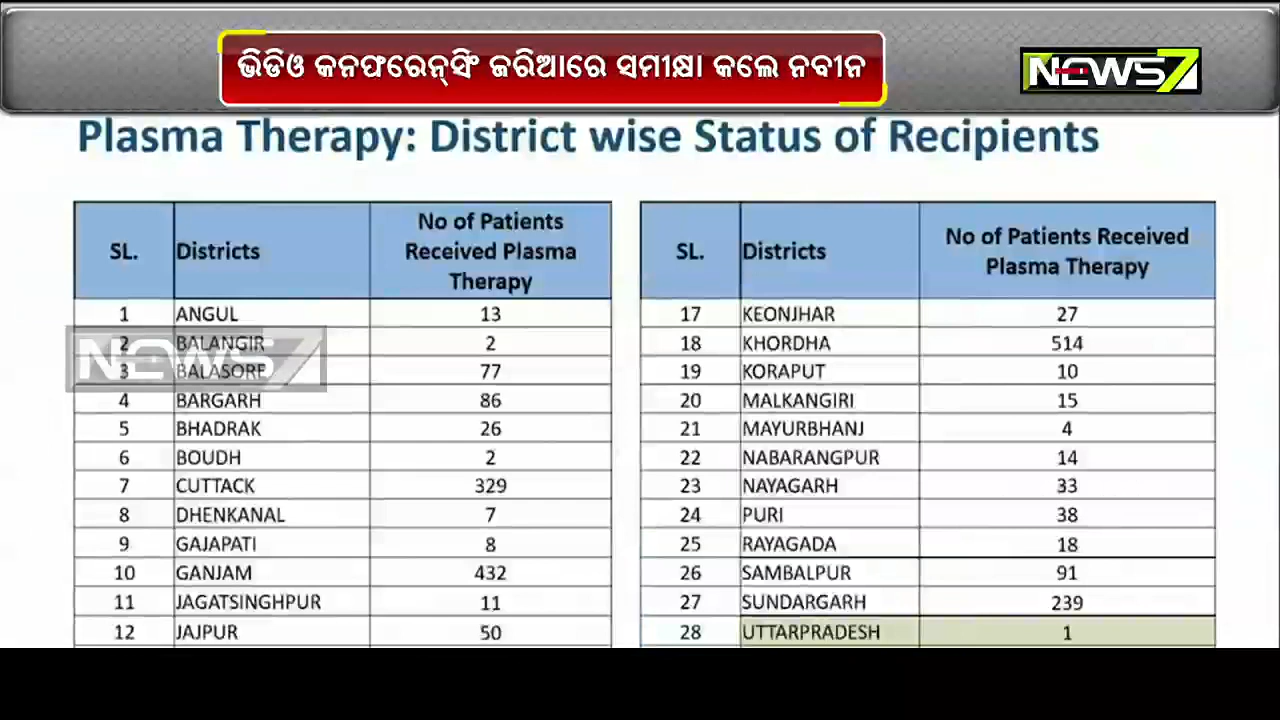 ଭିଡିଓ କନଫରେନ୍ସିଂ ଜରିଆରେ ସମୀକ୍ଷା କଲେ ନବୀନ
NEWS7
Plasma Therapy: District wise Status of Recipients
SL. Districts No of Patients Received Plasma Therapy
1 ANGUL 13
2 BALANGIR 2
3 BALASORE 77
4 BARGARH 86
5 BHADRAK 26
6 BOUDH 2
7 CUTTACK 329
8 DHENKANAL 7
9 GAJAPATI 8
10 GANJAM 432
11 JAGATSINGHPUR 11
12 JAJPUR 50
SL. Districts No of Patients Received Plasma Therapy
17 KEONJHAR 27
18 KHORDHA 514
19 KORAPUT 10
20 MALKANGIRI 15
21 MAYURBHANJ 4
22 NABARANGPUR 14
23 NAYAGARH 33
24 PURI 38
25 RAYAGADA 18
26 SAMBALPUR 91
27 SUNDARGARH 239
28 UTTARPRADESH 1
NEWS7